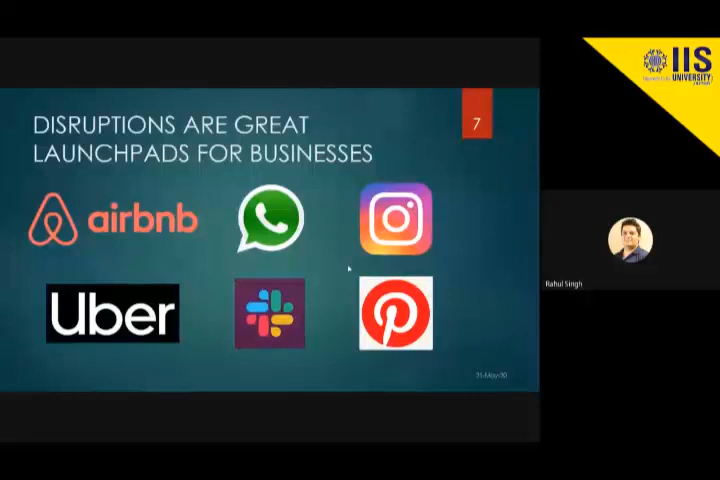 IIS
UNIVERSITY
DISRUPTIONS ARE GREAT
LAUNCHPADS FOR BUSINESSES
7
airbnb
Uber
Rahul Singh